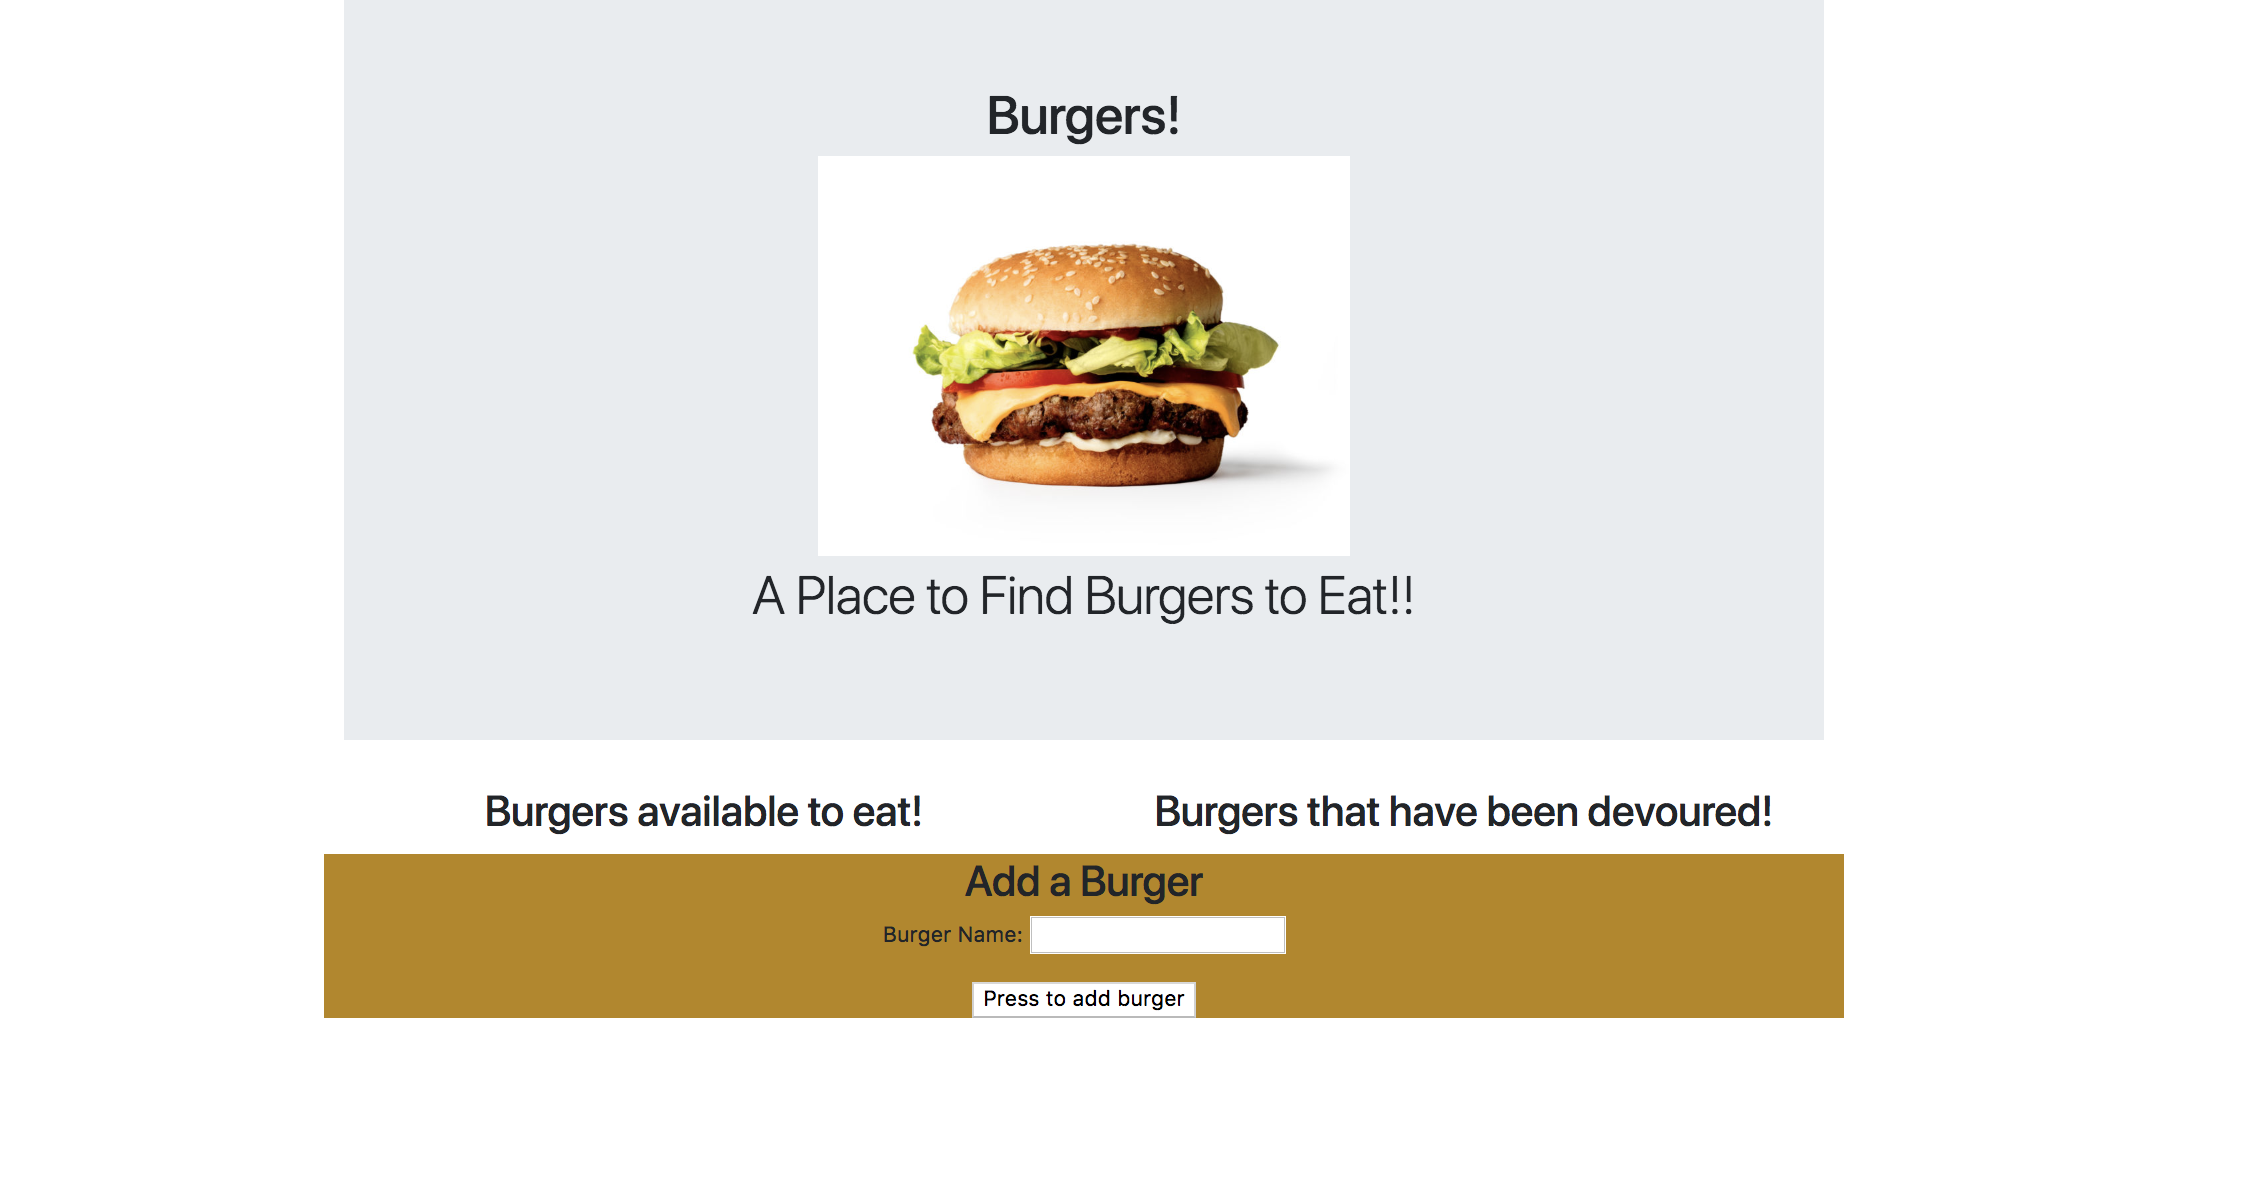 Burgers!
A Place to Find Burgers to Eat!!
Burgers available to eat!
Burgers that have been devoured!
Add a Burger
Burger Name:
Press to add burger